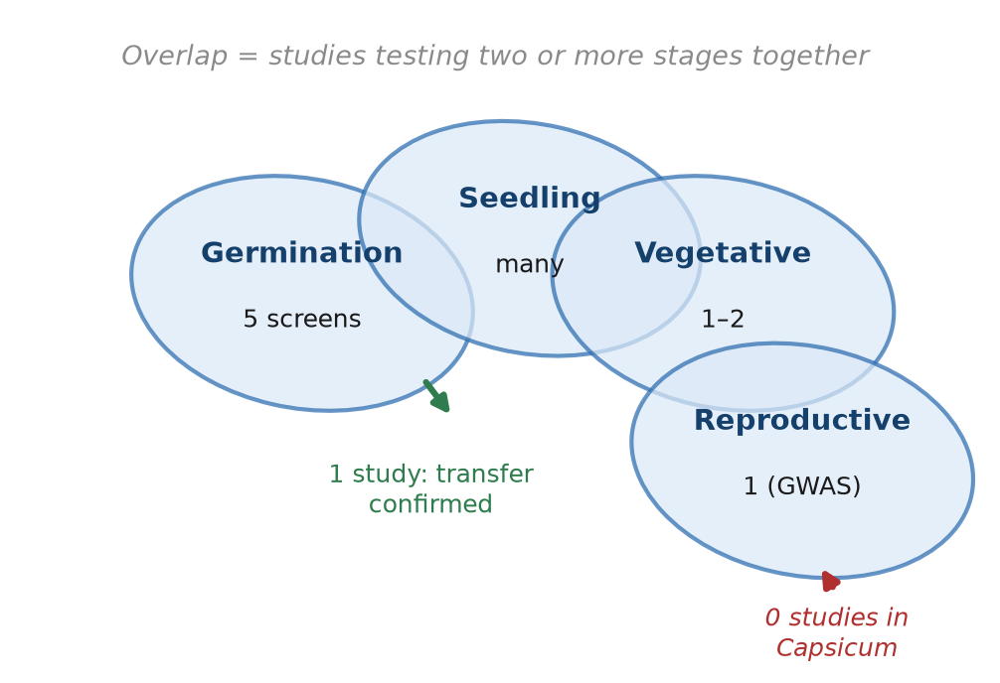 Overlap = studies testing two or more stages together
Seedling
many
Germination
5 screens
Vegetative
1–2
Reproductive
1 (GWAS)
1 study: transfer
confirmed
0 studies in
Capsicum